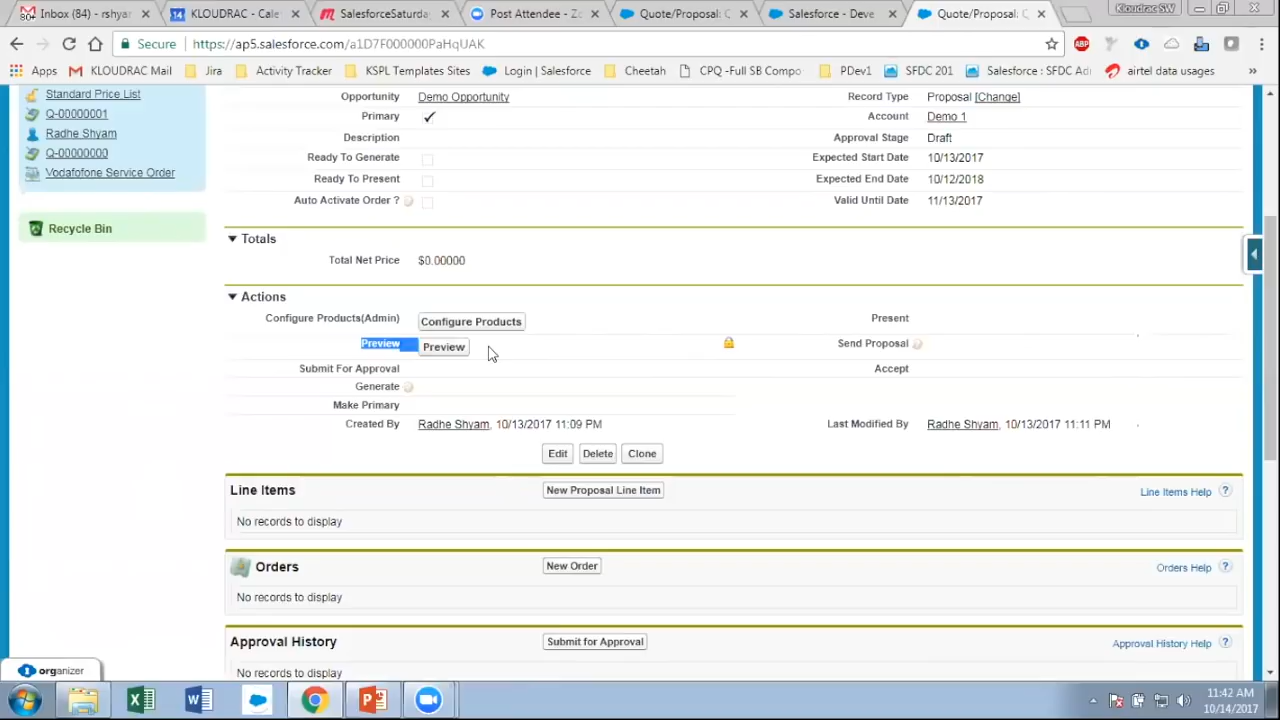 Inbox (84) - rshyar
KLOUDRAC - Cale
SalesforceSaturda
Post Attendee - Zo
Quote/Proposal: C
Salesforce - Deve
Quote/Proposal: C
Kloudrac SW
Secure
https://ap5.salesforce.com/a1D7F000000PaHqUAK
ABP
Apps
KLOUDRAC Mail
Jira
Activity Tracker
KSPL Templates Sites
Login | Salesforce
Cheetah
CPQ -Full SB Compo
PDev1
SFDC 201
Salesforce : SFDC Adi
airtel data usages
»
Standard Price List
Q-00000001
Radhe Shyam
Q-00000000
Vodafofone Service Order
Recycle Bin
Opportunity Demo Opportunity Record Type Proposal [Change]
Primary Account Demo 1
Description Approval Stage Draft
Ready To Generate Expected Start Date 10/13/2017
Ready To Present Expected End Date 10/12/2018
Auto Activate Order ? Valid Until Date 11/13/2017
Totals
Total Net Price $0.00000
Actions
Configure Products(Admin) Configure Products Present
Preview Preview Send Proposal
Submit For Approval Accept
Generate
Make Primary
Created By Radhe Shyam, 10/13/2017 11:09 PM Last Modified By Radhe Shyam, 10/13/2017 11:11 PM
Edit Delete Clone
Line Items New Proposal Line Item Line Items Help ?
No records to display
Orders New Order Orders Help ?
No records to display
Approval History Submit for Approval Approval History Help ?
No records to display
organizer
11:42 AM
10/14/2017